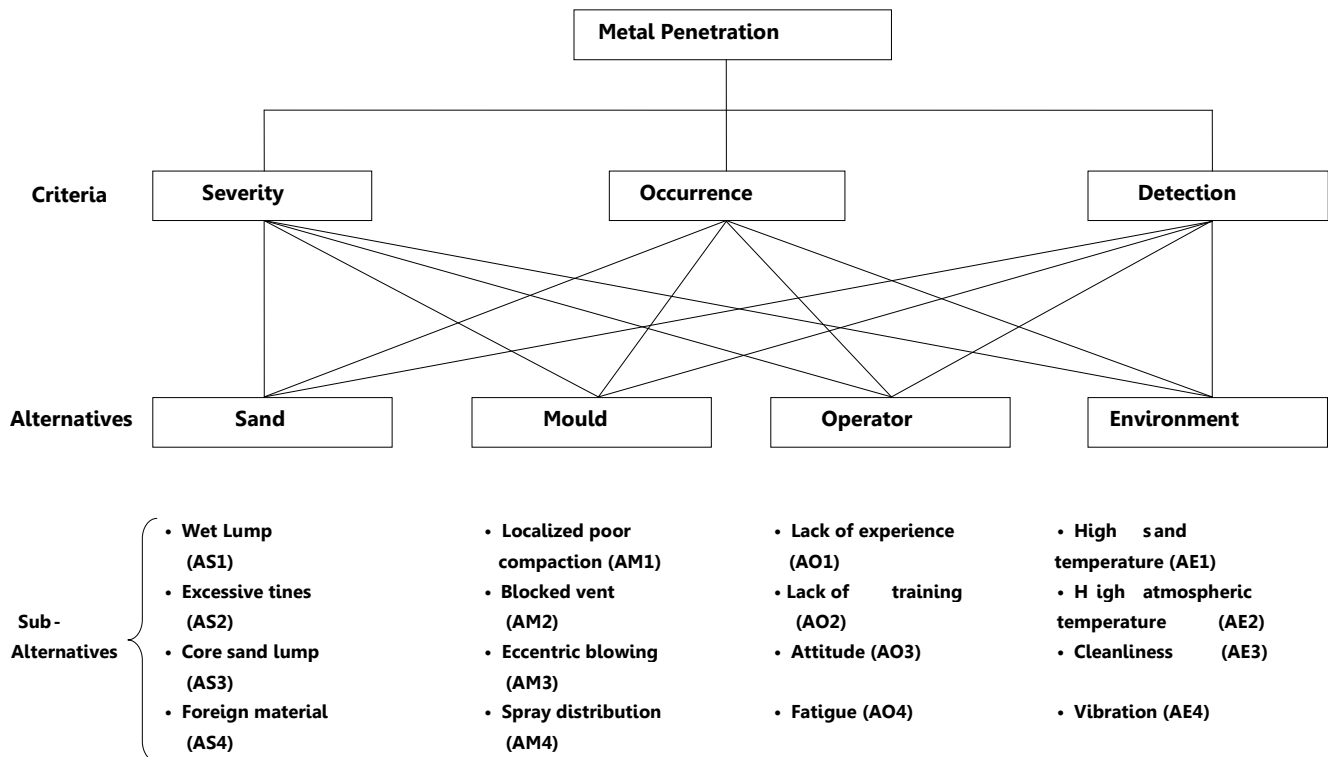 Metal Penetration
Criteria
Severity
Occurrence
Detection
Alternatives
Sand
Mould
Operator
Environment
Sub-
Alternatives
• Wet Lump
(AS1)
• Excessive tines
(AS2)
• Core sand lump
(AS3)
• Foreign material
(AS4)
• Localized poor
compaction (AM1)
• Blocked vent
(AM2)
• Eccentric blowing
(AM3)
• Spray distribution
(AM4)
• Lack of experience
(AO1)
• Lack of training
(AO2)
• Attitude (AO3)
• Fatigue (AO4)
• High sand
temperature (AE1)
• High atmospheric
temperature (AE2)
• Cleanliness (AE3)
• Vibration (AE4)